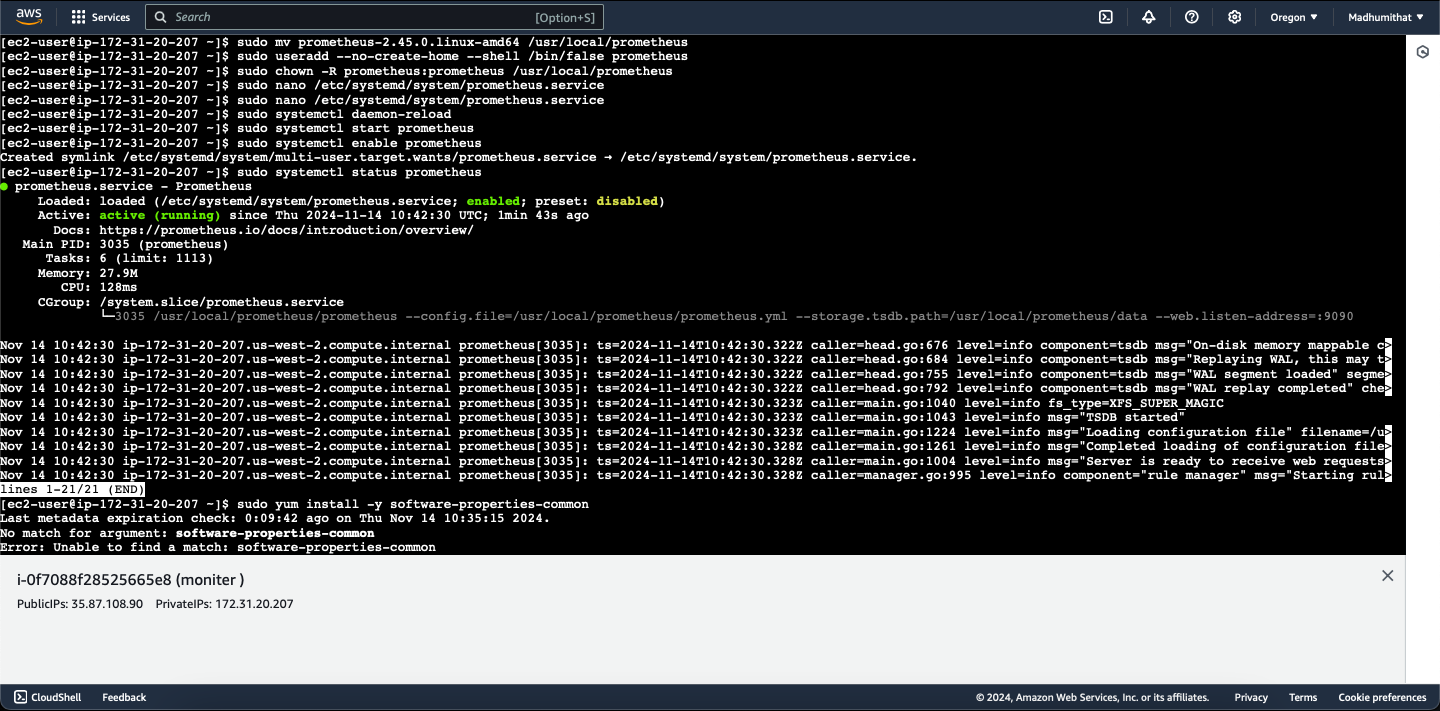 aws
Services
Search
[Option+S]
Oregon ▼
Madhumithat ▼
[ec2-user@ip-172-31-20-207 ~]$ sudo mv prometheus-2.45.0.linux-amd64 /usr/local/prometheus
[ec2-user@ip-172-31-20-207 ~]$ sudo useradd --no-create-home --shell /bin/false prometheus
[ec2-user@ip-172-31-20-207 ~]$ sudo chown -R prometheus:prometheus /usr/local/prometheus
[ec2-user@ip-172-31-20-207 ~]$ sudo nano /etc/systemd/system/prometheus.service
[ec2-user@ip-172-31-20-207 ~]$ sudo nano /etc/systemd/system/prometheus.service
[ec2-user@ip-172-31-20-207 ~]$ sudo systemctl daemon-reload
[ec2-user@ip-172-31-20-207 ~]$ sudo systemctl start prometheus
[ec2-user@ip-172-31-20-207 ~]$ sudo systemctl enable prometheus
Created symlink /etc/systemd/system/multi-user.target.wants/prometheus.service → /etc/systemd/system/prometheus.service.
[ec2-user@ip-172-31-20-207 ~]$ sudo systemctl status prometheus
● prometheus.service - Prometheus
Loaded: loaded (/etc/systemd/system/prometheus.service; enabled; preset: disabled)
Active: active (running) since Thu 2024-11-14 10:42:30 UTC; 1min 43s ago
Docs: https://prometheus.io/docs/introduction/overview/
Main PID: 3035 (prometheus)
Tasks: 6 (limit: 1113)
Memory: 27.9M
CPU: 128ms
CGroup: /system.slice/prometheus.service
└─3035 /usr/local/prometheus/prometheus --config.file=/usr/local/prometheus/prometheus.yml --storage.tsdb.path=/usr/local/prometheus/data --web.listen-address=:9090
Nov 14 10:42:30 ip-172-31-20-207.us-west-2.compute.internal prometheus[3035]: ts=2024-11-14T10:42:30.322Z caller=head.go:676 level=info component=tsdb msg="On-disk memory mappable c>
Nov 14 10:42:30 ip-172-31-20-207.us-west-2.compute.internal prometheus[3035]: ts=2024-11-14T10:42:30.322Z caller=head.go:684 level=info component=tsdb msg="Replaying WAL, this may t>
Nov 14 10:42:30 ip-172-31-20-207.us-west-2.compute.internal prometheus[3035]: ts=2024-11-14T10:42:30.322Z caller=head.go:755 level=info component=tsdb msg="WAL segment loaded" segme>
Nov 14 10:42:30 ip-172-31-20-207.us-west-2.compute.internal prometheus[3035]: ts=2024-11-14T10:42:30.322Z caller=head.go:792 level=info component=tsdb msg="WAL replay completed" che>
Nov 14 10:42:30 ip-172-31-20-207.us-west-2.compute.internal prometheus[3035]: ts=2024-11-14T10:42:30.323Z caller=main.go:1040 level=info fs_type=XFS_SUPER_MAGIC
Nov 14 10:42:30 ip-172-31-20-207.us-west-2.compute.internal prometheus[3035]: ts=2024-11-14T10:42:30.323Z caller=main.go:1043 level=info msg="TSDB started"
Nov 14 10:42:30 ip-172-31-20-207.us-west-2.compute.internal prometheus[3035]: ts=2024-11-14T10:42:30.323Z caller=main.go:1224 level=info msg="Loading configuration file" filename=/u>
Nov 14 10:42:30 ip-172-31-20-207.us-west-2.compute.internal prometheus[3035]: ts=2024-11-14T10:42:30.328Z caller=main.go:1261 level=info msg="Completed loading of configuration file>
Nov 14 10:42:30 ip-172-31-20-207.us-west-2.compute.internal prometheus[3035]: ts=2024-11-14T10:42:30.328Z caller=main.go:1004 level=info msg="Server is ready to receive web requests>
Nov 14 10:42:30 ip-172-31-20-207.us-west-2.compute.internal prometheus[3035]: ts=2024-11-14T10:42:30.328Z caller=manager.go:995 level=info component="rule manager" msg="Starting rul>
lines 1-21/21 (END)
[ec2-user@ip-172-31-20-207 ~]$ sudo yum install -y software-properties-common
Last metadata expiration check: 0:09:42 ago on Thu Nov 14 10:35:15 2024.
No match for argument: software-properties-common
Error: Unable to find a match: software-properties-common
i-0f7088f28525665e8 (moniter )
PublicIPs: 35.87.108.90 PrivateIPs: 172.31.20.207
CloudShell
Feedback
© 2024, Amazon Web Services, Inc. or its affiliates.
Privacy
Terms
Cookie preferences